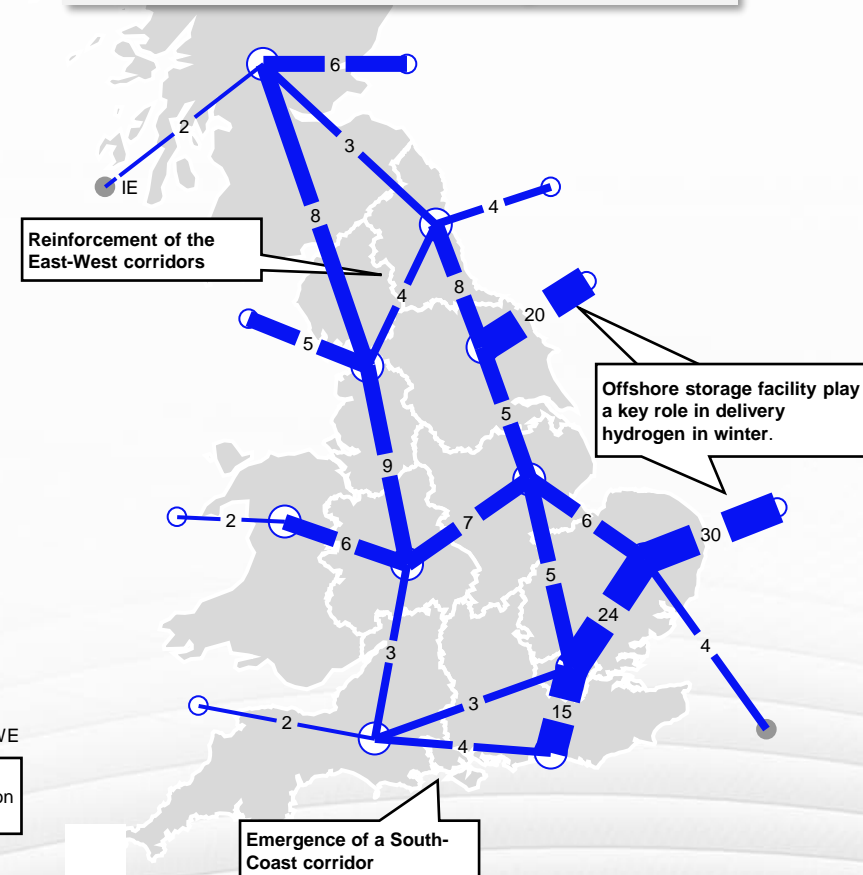 6
2
3
IE
4
8
Reinforcement of the
East-West corridors
8
4
20
5
Offshore storage facility play
a key role in delivery
hydrogen in winter.
5
9
2
6
7
6
30
5
24
3
4
3
15
2
4
on
Emergence of a South-
Coast corridor